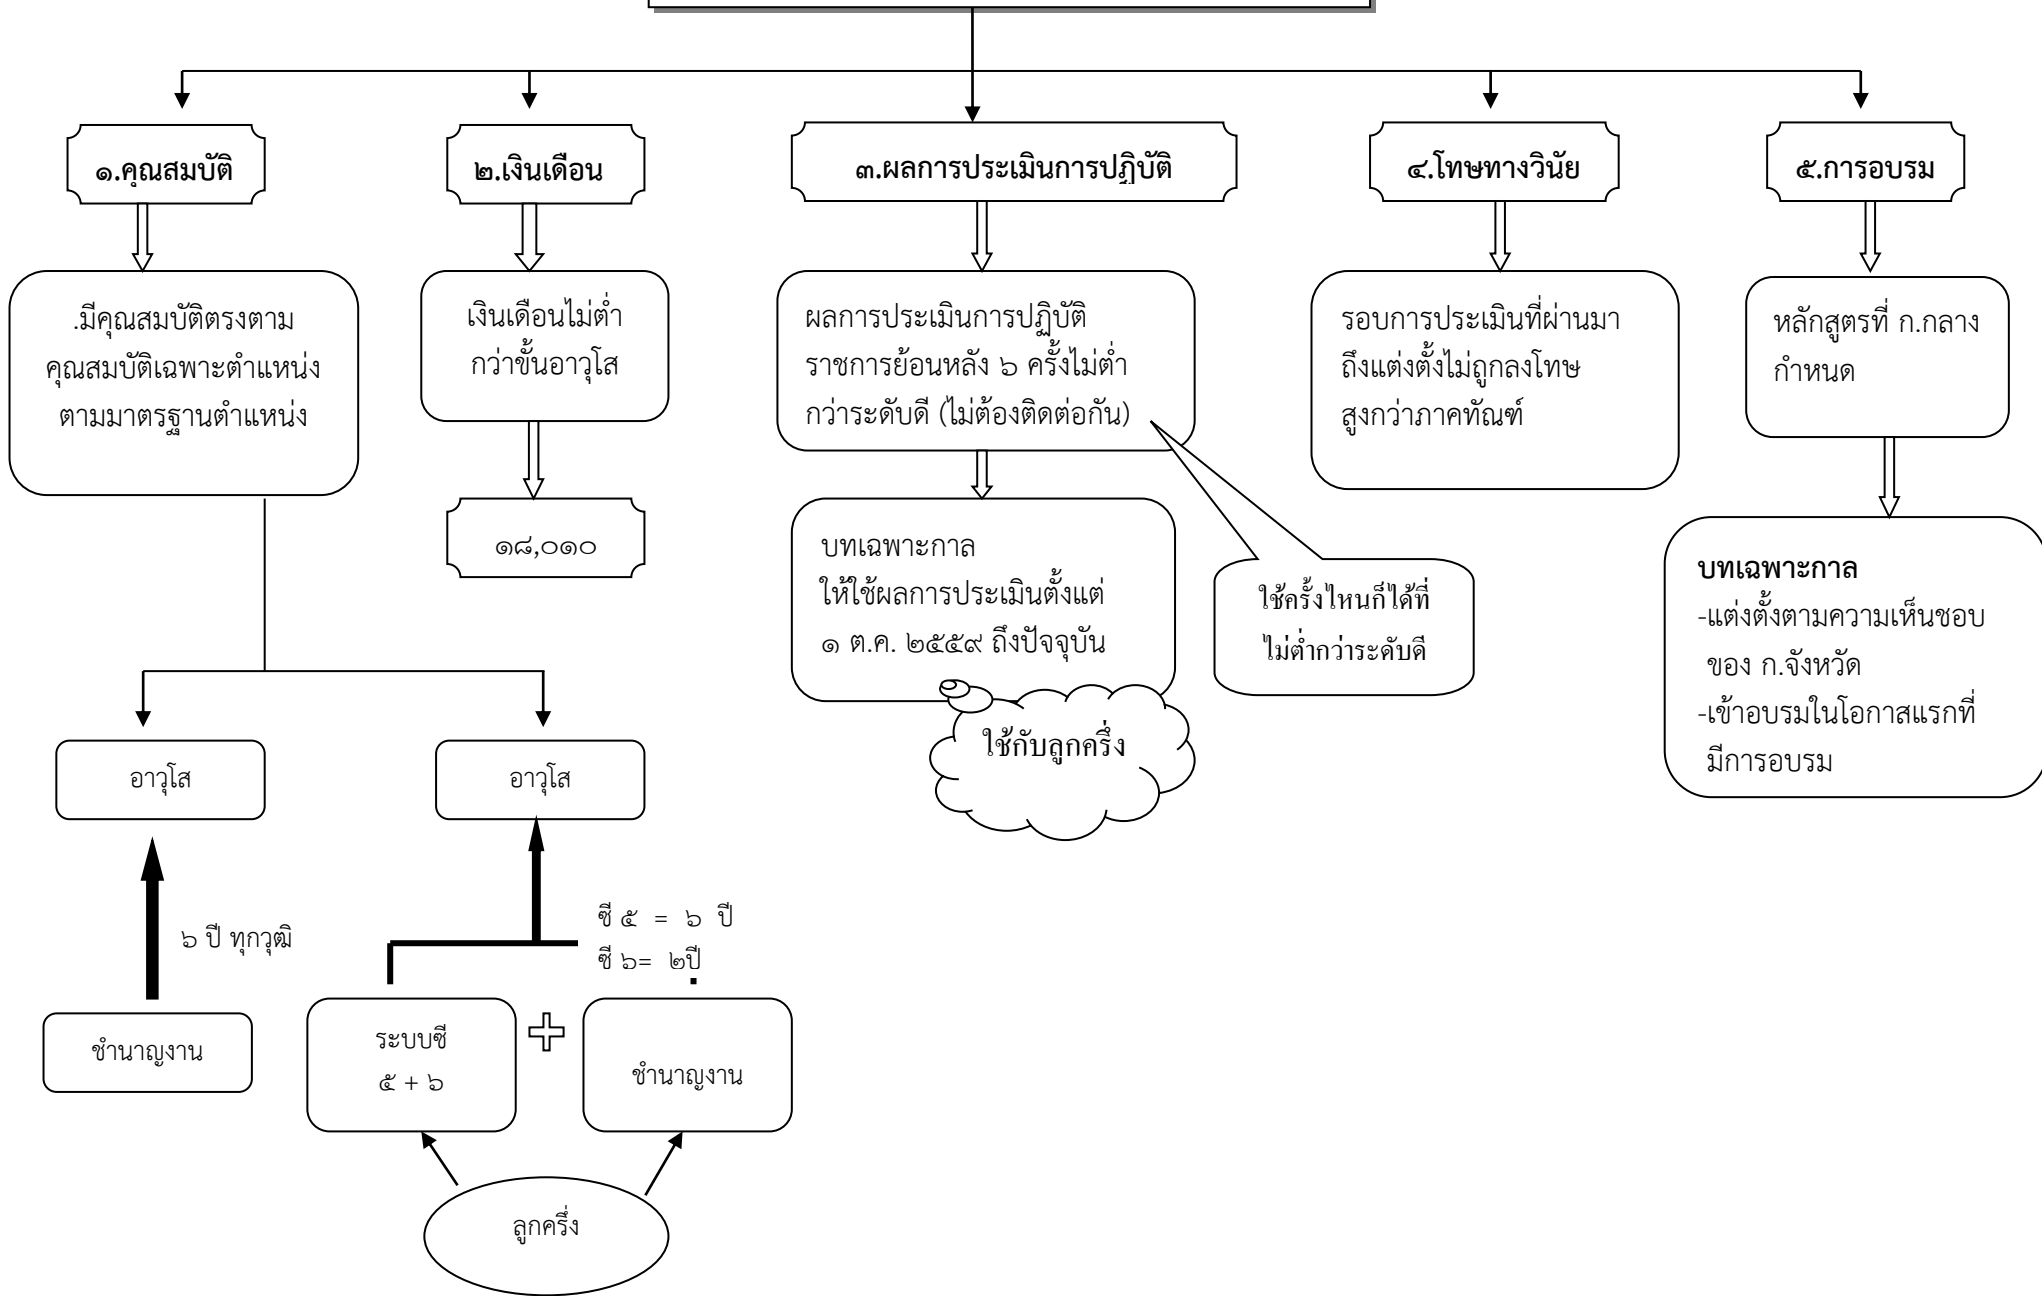 ๑.คุณสมบัติ
๒.เงินเดือน
๓.ผลการประเมินการปฏิบัติ
๔.โทษทางวินัย
๕.การอบรม
.มีคุณสมบัติตรงตาม
คุณสมบัติเฉพาะตำแหน่ง
ตามมาตรฐานตำแหน่ง
เงินเดือนไม่ต่ำ
กว่าขั้นอาวุโส
ผลการประเมินการปฏิบัติ
ราชการย้อนหลัง ๖ ครั้งไม่ต่ำ
กว่าระดับดี (ไม่ต้องติดต่อกัน)
รอบการประเมินที่ผ่านมา
ถึงแต่งตั้งไม่ถูกลงโทษ
สูงกว่าภาคทัณฑ์
หลักสูตรที่ ก.กลาง
กำหนด
๑๘,๐๑๐
บทเฉพาะกาล
ให้ใช้ผลการประเมินตั้งแต่
๑ ต.ค. ๒๕๕๙ ถึงปัจจุบัน
ใช้ครั้งไหนก็ได้ที่
ไม่ต่ำกว่าระดับดี
บทเฉพาะกาล
-แต่งตั้งตามความเห็นชอบ
ของ ก.จังหวัด
-เข้าอบรมในโอกาสแรกที่
มีการอบรม
ใช้กับลูกครึ่ง
อาวุโส
อาวุโส
๖ ปี ทุกวุฒิ
ซี ๕ = ๖ ปี
ซี ๖= ๒ปี
ชำนาญงาน
ระบบซี
๕ + ๖
ชำนาญงาน
ลูกครึ่ง